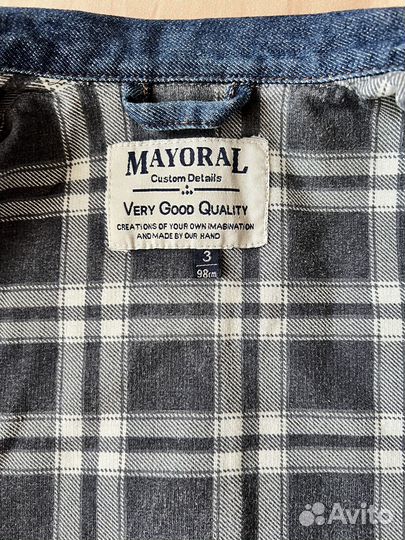 MAYORAL
Custom Details
VERY GOOD QUALITY
CREATIONS OF YOUR OWN IMAGINATION
AND MADE BY OUR HAND
3
98cm
Avito